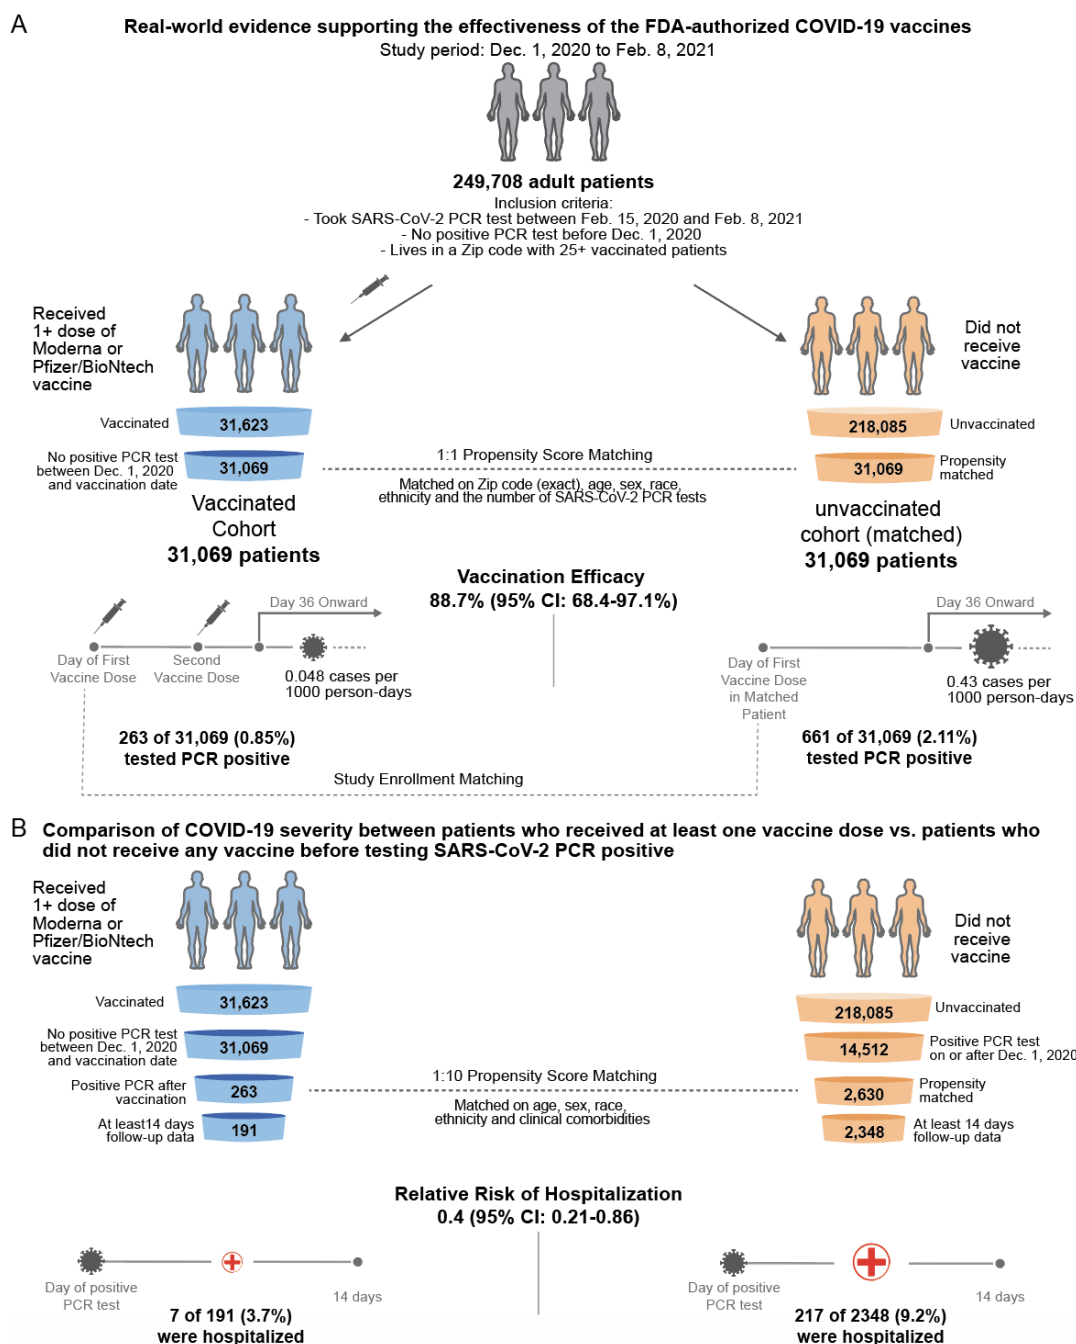 A
Real-world evidence supporting the effectiveness of the FDA-authorized COVID-19 vaccines
Study period: Dec. 1, 2020 to Feb. 8, 2021
249,708 adult patients
Inclusion criteria:
- Took SARS-CoV-2 PCR test between Feb. 15, 2020 and Feb. 8, 2021
- No positive PCR test before Dec. 1, 2020
- Lives in a Zip code with 25+ vaccinated patients
Received
1+ dose of
Moderna or
Pfizer/BioNtech
vaccine
Did not
receive
vaccine
Vaccinated
31,623
218,085
Unvaccinated
No positive PCR test
between Dec. 1, 2020
and vaccination date
31,069
1:1 Propensity Score Matching
Matched on Zip code (exact), age, sex, race,
ethnicity and the number of SARS-CoV-2 PCR tests
31,069
Propensity
matched
Vaccinated
Cohort
31,069 patients
unvaccinated
cohort (matched)
31,069 patients
Vaccination Efficacy
88.7% (95% CI: 68.4-97.1%)
Day 36 Onward
Day of First
Vaccine Dose
Second
Vaccine Dose
0.048 cases per
1000 person-days
263 of 31,069 (0.85%)
tested PCR positive
Day 36 Onward
Day of First
Vaccine Dose
in Matched
Patient
0.43 cases per
1000 person-days
661 of 31,069 (2.11%)
tested PCR positive
Study Enrollment Matching
B
Comparison of COVID-19 severity between patients who received at least one vaccine dose vs. patients who
did not receive any vaccine before testing SARS-CoV-2 PCR positive
Received
1+ dose of
Moderna or
Pfizer/BioNtech
vaccine
Did not
receive
vaccine
Vaccinated
31,623
218,085
Unvaccinated
No positive PCR test
between Dec. 1, 2020
and vaccination date
31,069
14,512
Positive PCR test
on or after Dec. 1, 2020
Positive PCR after
vaccination
263
1:10 Propensity Score Matching
Matched on age, sex, race,
ethnicity and clinical comorbidities
2,630
Propensity
matched
At least14 days
follow-up data
191
2,348
At least 14 days
follow-up data
Relative Risk of Hospitalization
0.4 (95% CI: 0.21-0.86)
Day of positive
PCR test
14 days
7 of 191 (3.7%)
were hospitalized
Day of positive
PCR test
14 days
217 of 2348 (9.2%)
were hospitalized